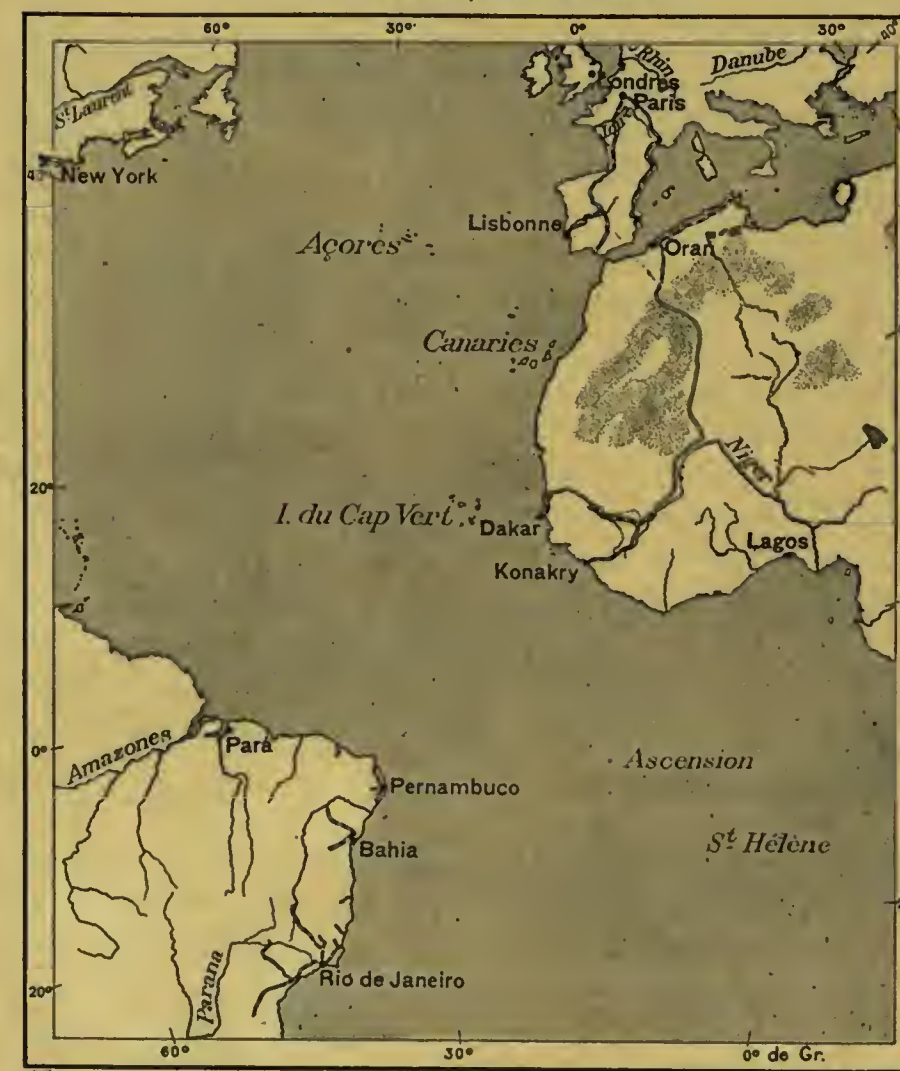 60°
30°
0°
30°
40°
Danube
Rhin
Londres
Paris
St. Laurent
New York
Lisbonne
Oran
Açores
Canaries
Niger
20°
I. du Cap Vert
Dakar
Lagos
Konakry
0°
Amazones
Pará
Ascension
Pernambuco
St. Hélène
Bahia
Parana
Rio de Janeiro
20°
60°
30°
0° de Gr.